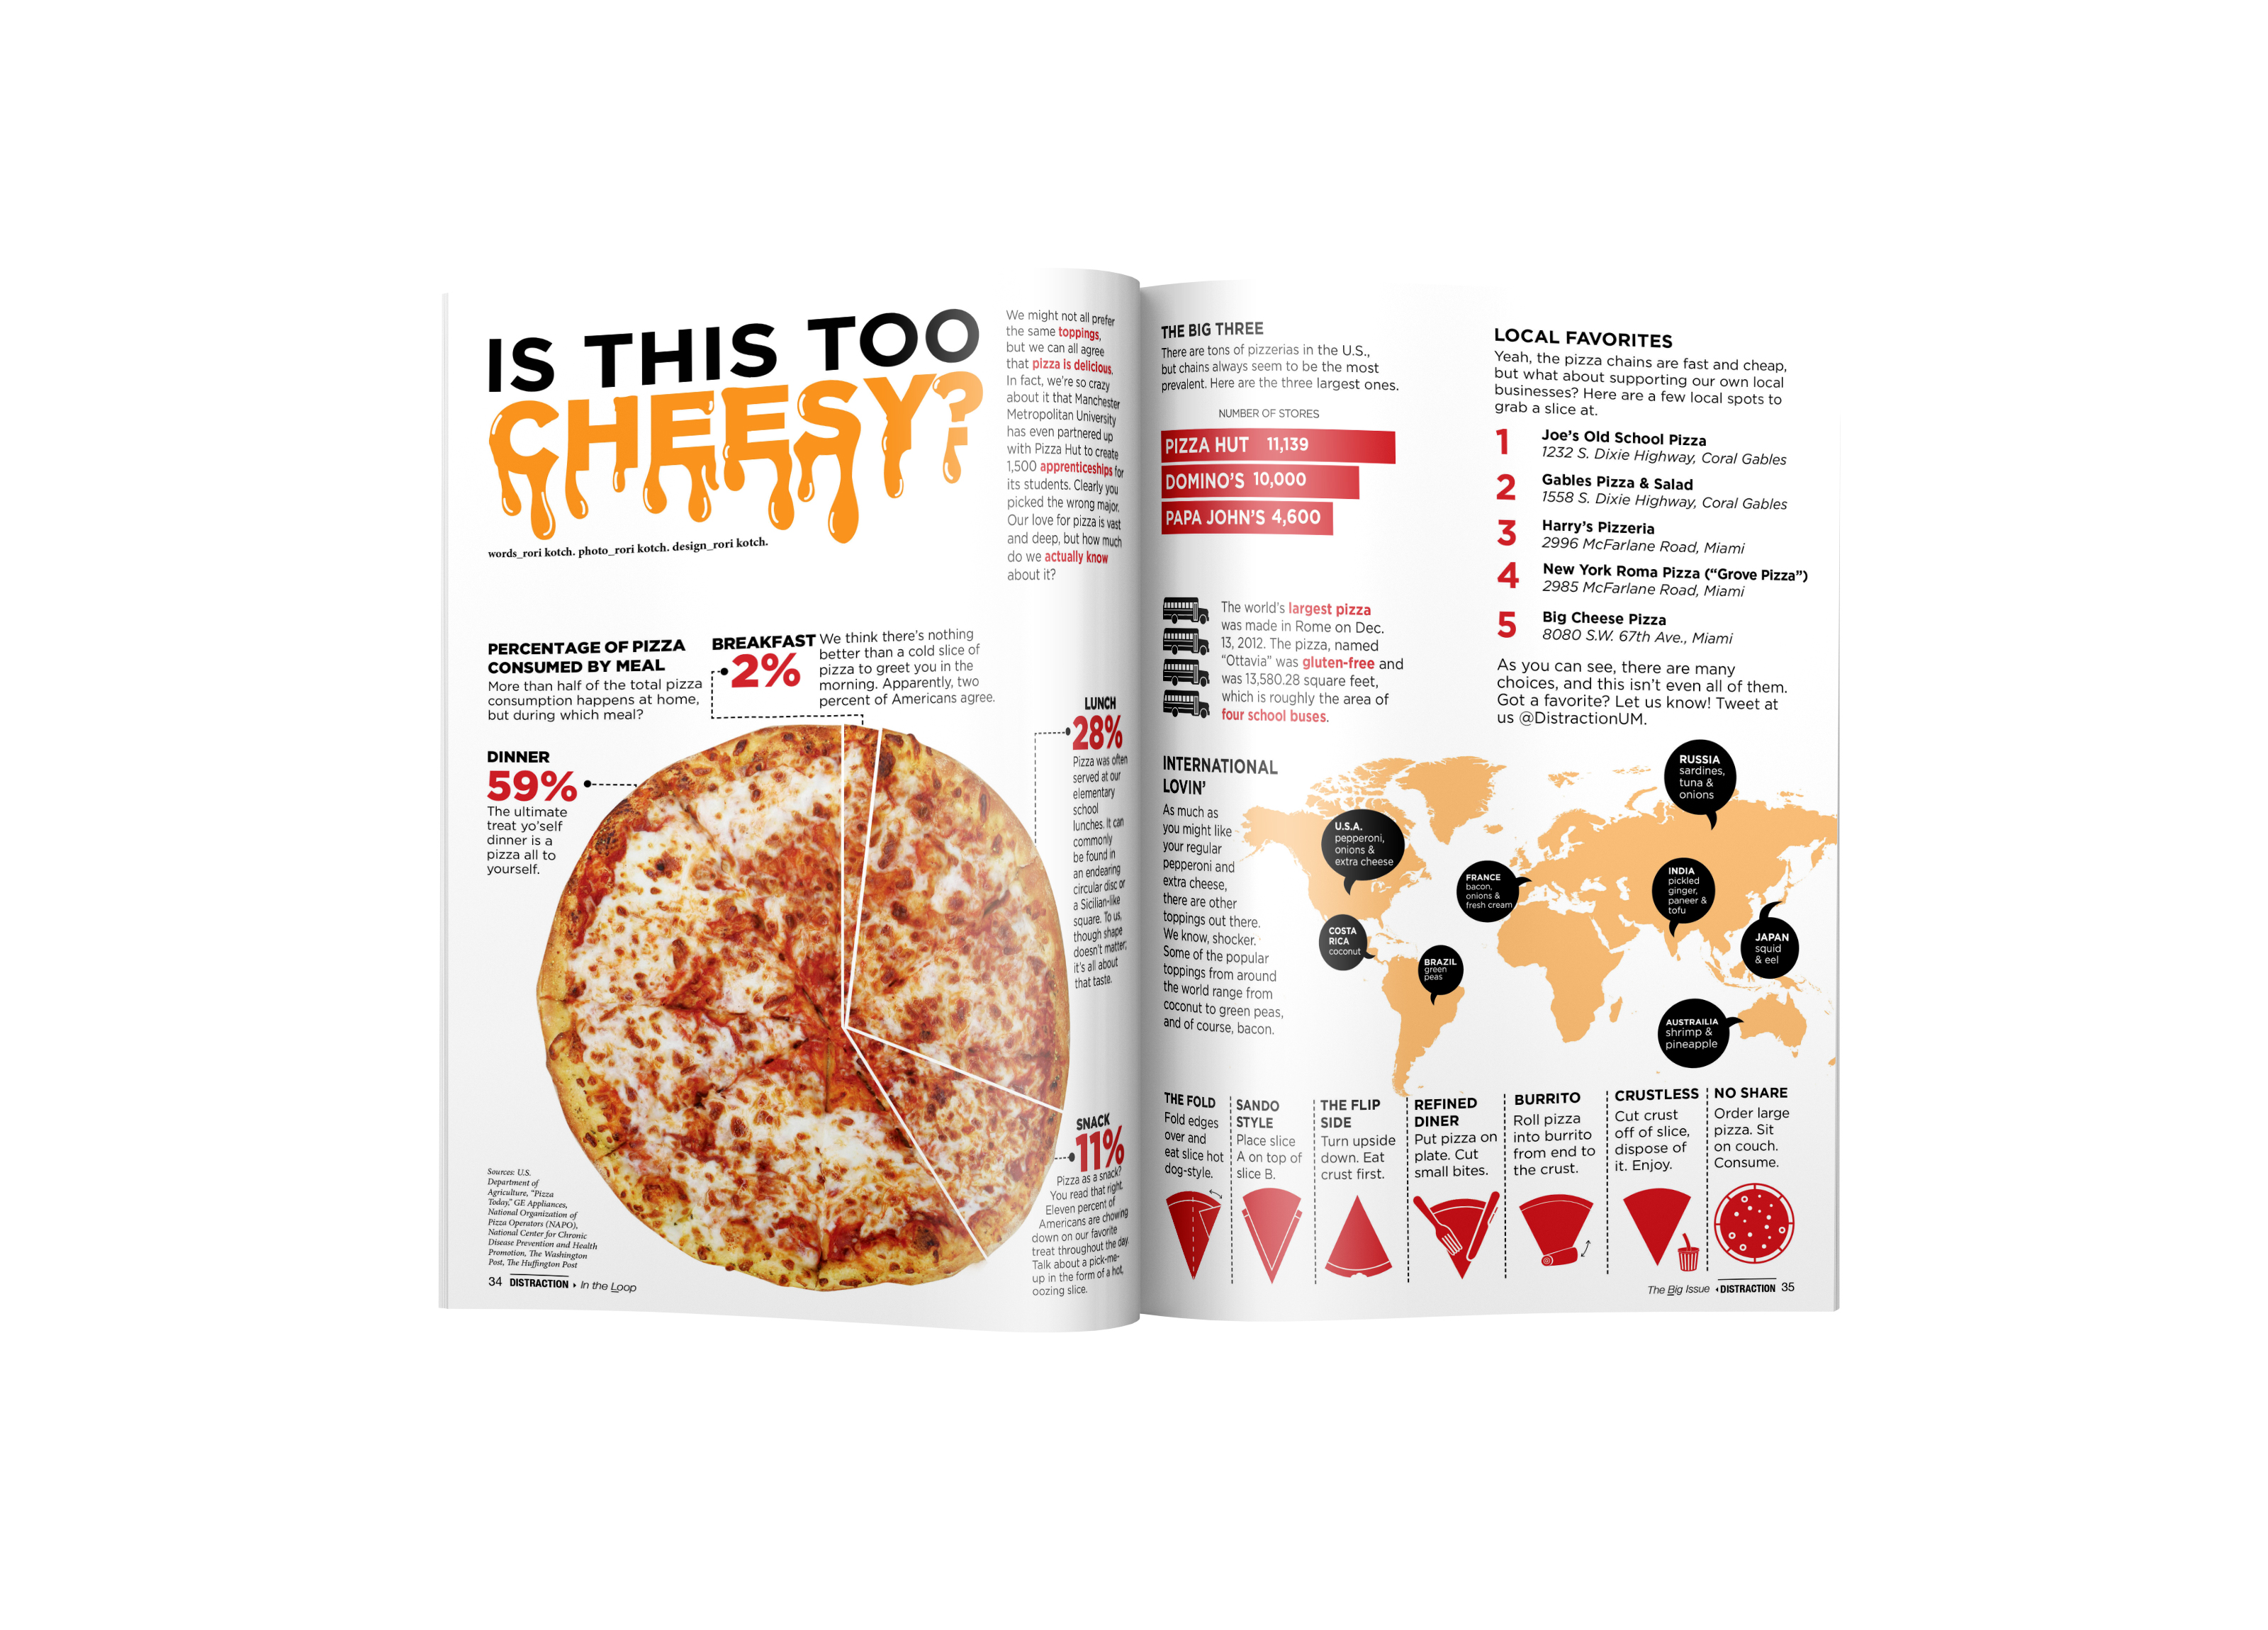 IS THIS TOO
CHEESY?
words_rori kotch. photo_rori kotch. design_rori kotch.
We might not all prefer
the same toppings,
but we can all agree
that pizza is delicious.
In fact, we're so crazy
about it that Manchester
Metropolitan University
has even partnered up
with Pizza Hut to create
1,500 apprenticeships for
its students. Clearly you
picked the wrong major.
Our love for pizza is vast
and deep, but how much
do we actually know
about it?
PERCENTAGE OF PIZZA
CONSUMED BY MEAL
More than half of the total pizza
consumption happens at home,
but during which meal?
BREAKFAST
2%
We think there's nothing
better than a cold slice of
pizza to greet you in the
morning. Apparently, two
percent of Americans agree.
DINNER
59%
The ultimate
treat yo'self
dinner is a
pizza all to
yourself.
LUNCH
28%
Pizza was often
served at our
elementary
school
lunches. It can
commonly
be found in
an endearing
circular disc or
a Sicilian-like
square. To us,
though shape
doesn't matter;
it's all about
that taste.
SNACK
11%
Pizza as a snack?
You read that right.
Eleven percent of
Americans are chowing
down on our favorite
treat throughout the day.
Talk about a pick-me-
up in the form of a hot,
oozing slice.
Sources: U.S.
Department of
Agriculture, "Pizza
Today," GE Appliances,
National Organization of
Pizza Operators (NAPO),
National Center for Chronic
Disease Prevention and Health
Promotion, The Washington
Post, The Huffington Post
34 DISTRACTION In the Loop
THE BIG THREE
There are tons of pizzerias in the U.S.,
but chains always seem to be the most
prevalent. Here are the three largest ones.
NUMBER OF STORES
PIZZA HUT 11,139
DOMINO'S 10,000
PAPA JOHN'S 4,600
The world's largest pizza
was made in Rome on Dec.
13, 2012. The pizza, named
"Ottavia" was gluten-free and
was 13,580.28 square feet,
which is roughly the area of
four school buses.
LOCAL FAVORITES
Yeah, the pizza chains are fast and cheap,
but what about supporting our own local
businesses? Here are a few local spots to
grab a slice at.
1 Joe's Old School Pizza
1232 S. Dixie Highway, Coral Gables
2 Gables Pizza & Salad
1558 S. Dixie Highway, Coral Gables
3 Harry's Pizzeria
2996 McFarlane Road, Miami
4 New York Roma Pizza ("Grove Pizza")
2985 McFarlane Road, Miami
5 Big Cheese Pizza
8080 S.W. 67th Ave., Miami
As you can see, there are many
choices, and this isn't even all of them.
Got a favorite? Let us know! Tweet at
us @DistractionUM.
INTERNATIONAL
LOVIN'
As much as
you might like
your regular
pepperoni and
extra cheese,
there are other
toppings out there.
We know, shocker.
Some of the popular
toppings from around
the world range from
coconut to green peas,
and of course, bacon.
U.S.A.
pepperoni,
onions &
extra cheese
COSTA
RICA
coconut
BRAZIL
green
peas
FRANCE
bacon,
onions &
fresh cream
RUSSIA
sardines,
tuna &
onions
INDIA
pickled
ginger,
paneer &
tofu
JAPAN
squid
& eel
AUSTRAILIA
shrimp &
pineapple
THE FOLD
Fold edges
over and
eat slice hot
dog-style.
SANDO
STYLE
Place slice
A on top of
slice B.
THE FLIP
SIDE
Turn upside
down. Eat
crust first.
REFINED
DINER
Put pizza on
plate. Cut
small bites.
BURRITO
Roll pizza
into burrito
from end to
the crust.
CRUSTLESS
Cut crust
off of slice,
dispose of
it. Enjoy.
NO SHARE
Order large
pizza. Sit
on couch.
Consume.
The Big Issue DISTRACTION 35